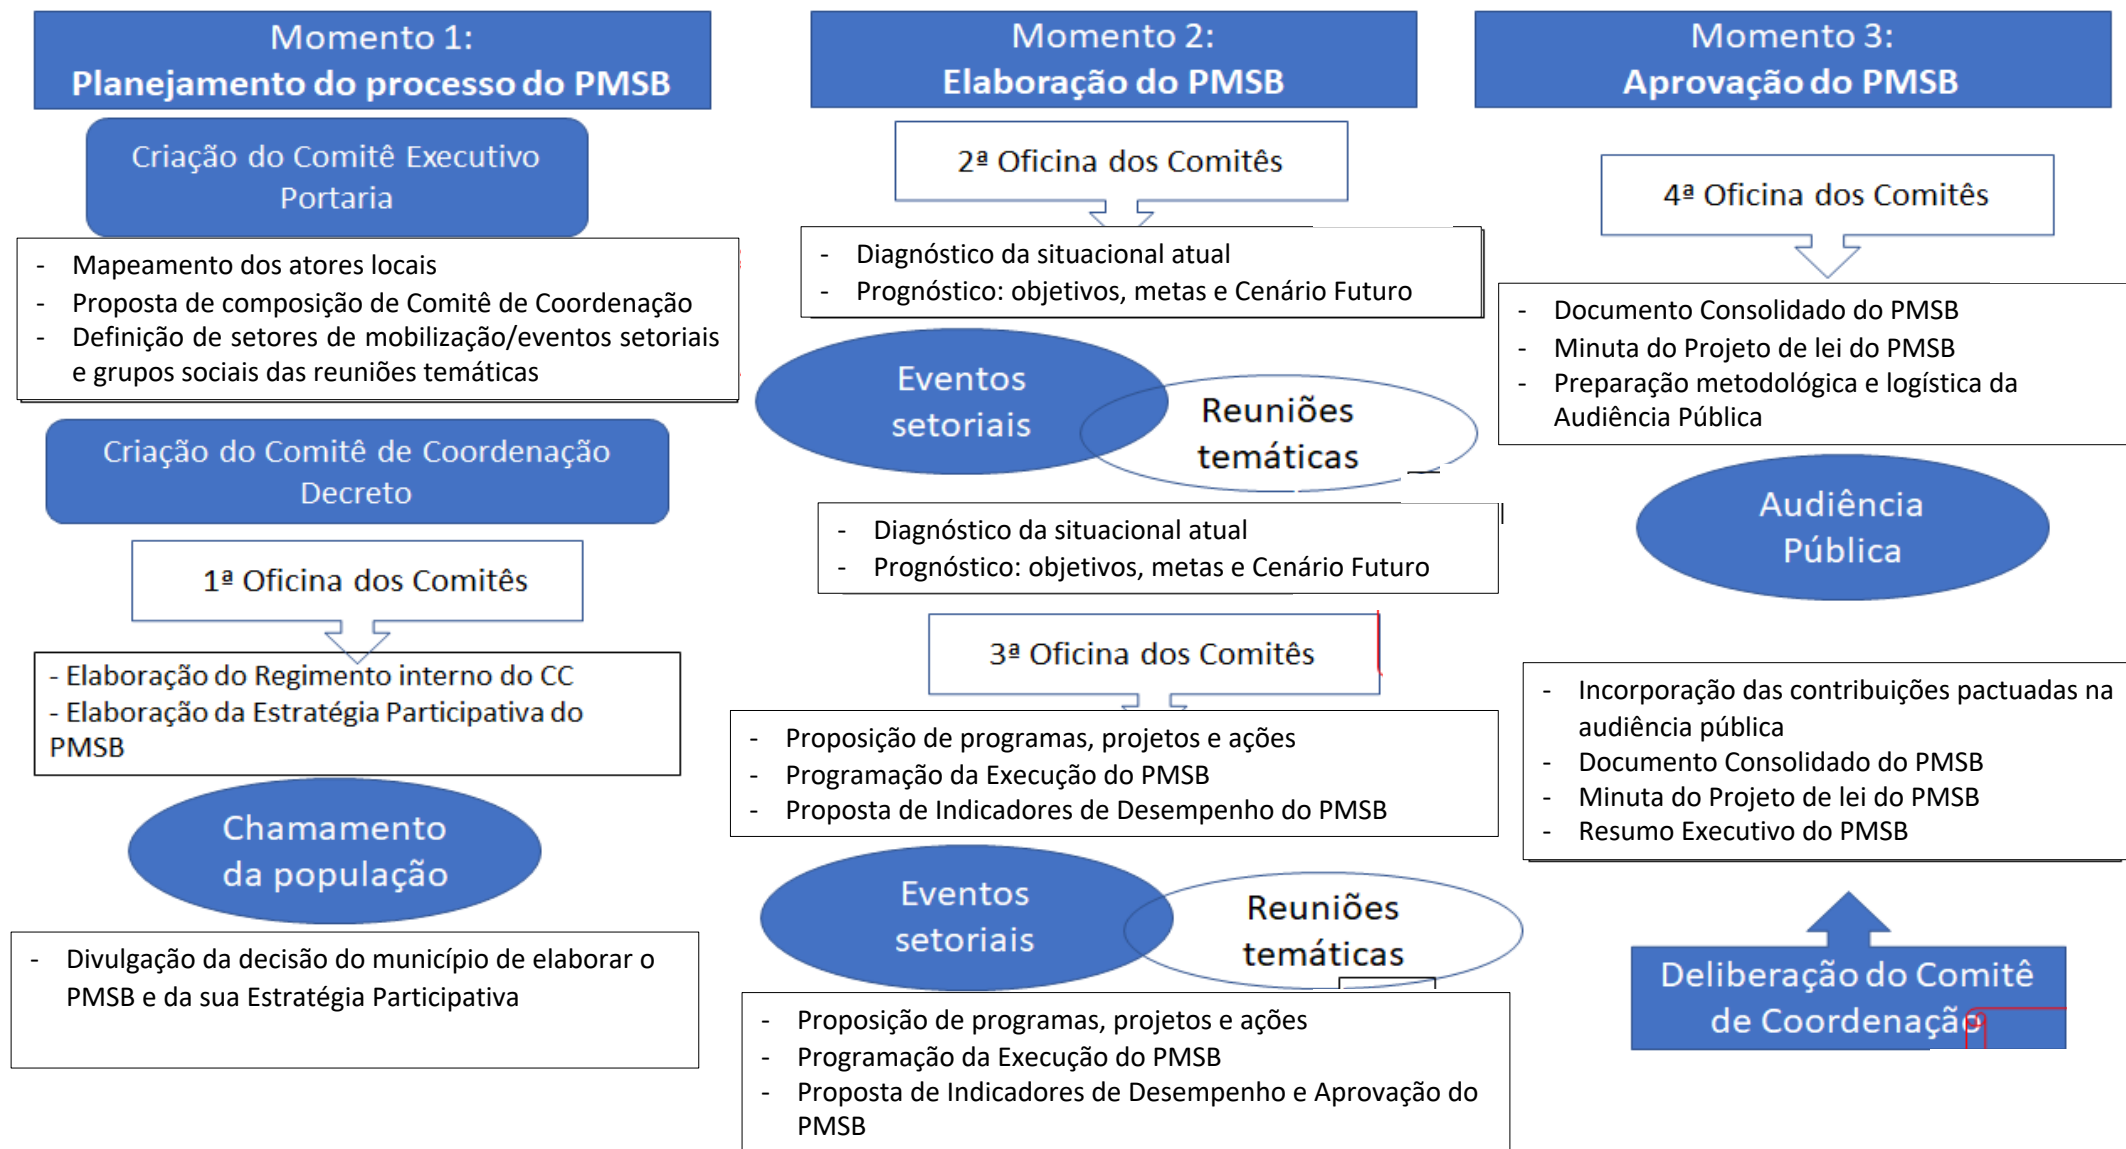 Momento 1:
Planejamento do processo do PMSB
Criação do Comitê Executivo
Portaria
- Mapeamento dos atores locais
- Proposta de composição de Comitê de Coordenação
- Definição de setores de mobilização/eventos setoriais
e grupos sociais das reuniões temáticas
Criação do Comitê de Coordenação
Decreto
1ª Oficina dos Comitês
- Elaboração do Regimento interno do CC
- Elaboração da Estratégia Participativa do
PMSB
Chamamento
da população
- Divulgação da decisão do município de elaborar o
PMSB e da sua Estratégia Participativa
Momento 2:
Elaboração do PMSB
2ª Oficina dos Comitês
- Diagnóstico da situacional atual
- Prognóstico: objetivos, metas e Cenário Futuro
Eventos
setoriais
Reuniões
temáticas
- Diagnóstico da situacional atual
- Prognóstico: objetivos, metas e Cenário Futuro
3ª Oficina dos Comitês
- Proposição de programas, projetos e ações
- Programação da Execução do PMSB
- Proposta de Indicadores de Desempenho do PMSB
Eventos
setoriais
Reuniões
temáticas
- Proposição de programas, projetos e ações
- Programação da Execução do PMSB
- Proposta de Indicadores de Desempenho e Aprovação do
PMSB
Momento 3:
Aprovação do PMSB
4ª Oficina dos Comitês
- Documento Consolidado do PMSB
- Minuta do Projeto de lei do PMSB
- Preparação metodológica e logística da
Audiência Pública
Audiência
Pública
- Incorporação das contribuições pactuadas na
audiência pública
- Documento Consolidado do PMSB
- Minuta do Projeto de lei do PMSB
- Resumo Executivo do PMSB
Deliberação do Comitê
de Coordenação